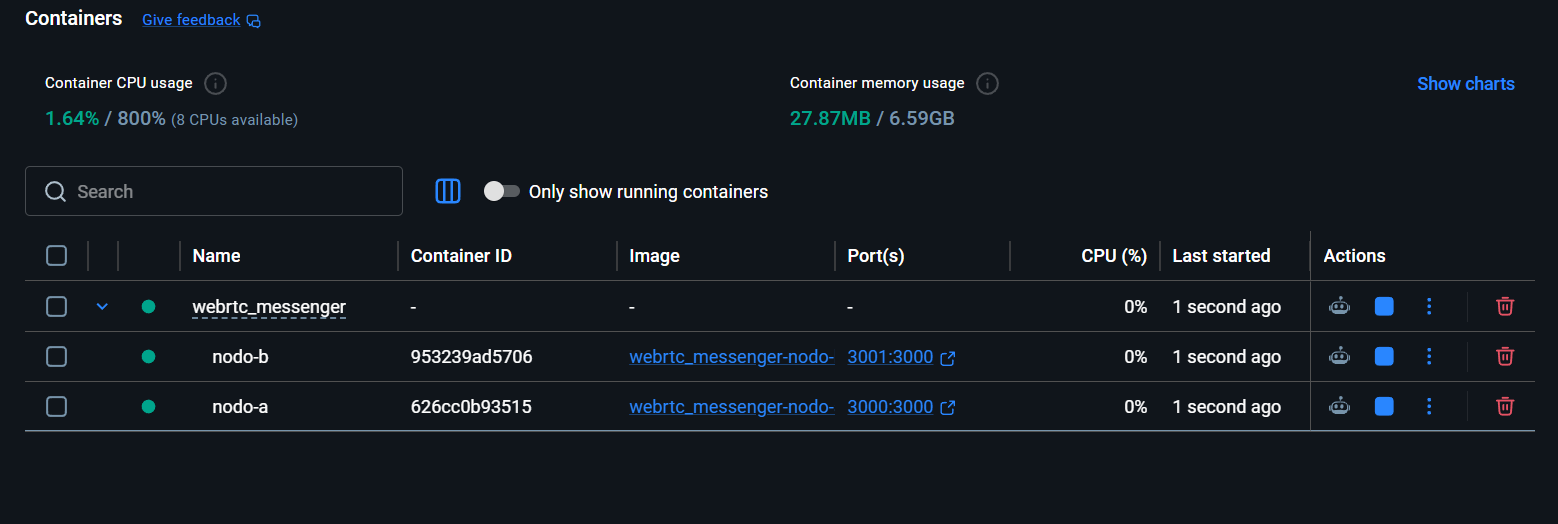 Containers Give feedback
Container CPU usage
1.64% / 800% (8 CPUs available)
Container memory usage
27.87MB / 6.59GB
Show charts
Search
Only show running containers
Name Container ID Image Port(s) CPU (%) Last started Actions
webrtc_messenger - - - 0% 1 second ago
nodo-b 953239ad5706 webrtc_messenger-nodo- 3001:3000 0% 1 second ago
nodo-a 626cc0b93515 webrtc_messenger-nodo- 3000:3000 0% 1 second ago